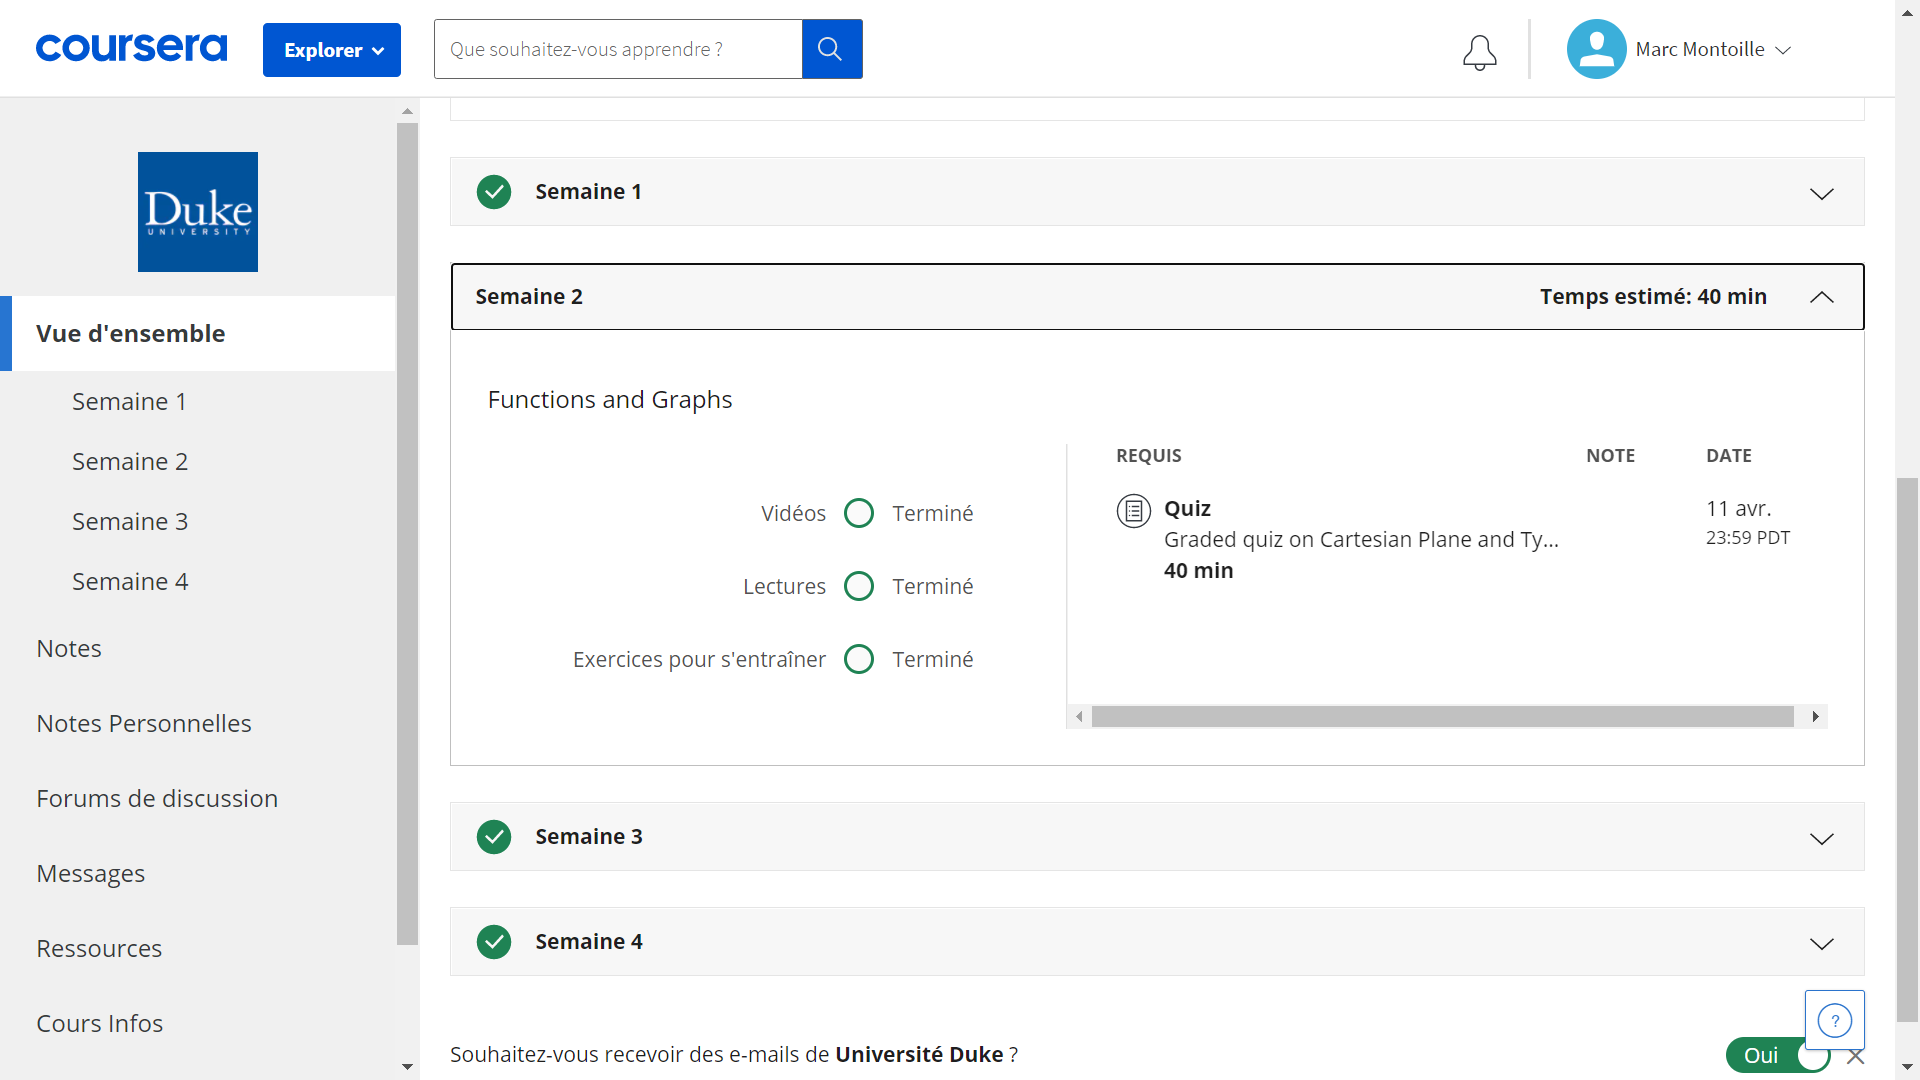 coursera
Explorer
Que souhaitez-vous apprendre ?
Marc Montoille
Duke
UNIVERSITY
Vue d'ensemble
Semaine 1
Semaine 2
Semaine 3
Semaine 4
Notes
Notes Personnelles
Forums de discussion
Messages
Ressources
Cours Infos
Semaine 1
Semaine 2
Temps estimé: 40 min
Functions and Graphs
Vidéos
Terminé
Lectures
Terminé
Exercices pour s'entraîner
Terminé
REQUIS
NOTE
DATE
Quiz
11 avr.
Graded quiz on Cartesian Plane and Ty...
23:59 PDT
40 min
Semaine 3
Semaine 4
Souhaitez-vous recevoir des e-mails de Université Duke ?
Oui
?